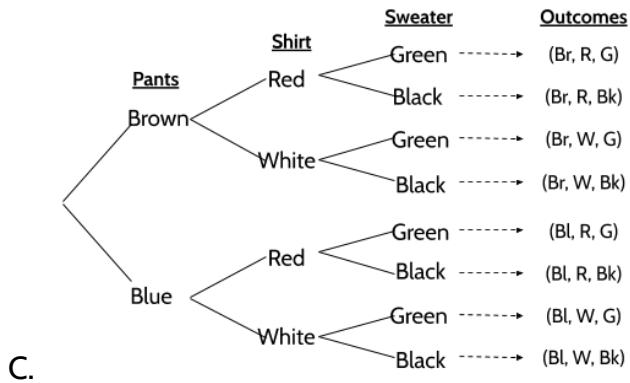 Sweater Outcomes
Shirt
Pants
Green (Br, R, G)
Red
Black (Br, R, Bk)
Brown
Green (Br, W, G)
White
Black (Br, W, Bk)
Green (Bl, R, G)
Red
Black (Bl, R, Bk)
Blue
Green (Bl, W, G)
White
Black (Bl, W, Bk)
C.